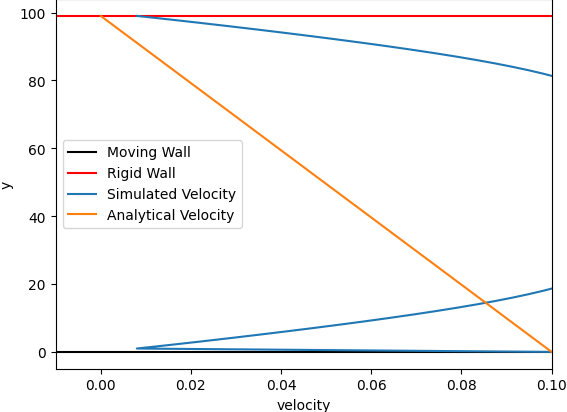 100
80
60
40
20
0
y
Moving Wall
Rigid Wall
Simulated Velocity
Analytical Velocity
0.00 0.02 0.04 0.06 0.08 0.10
velocity